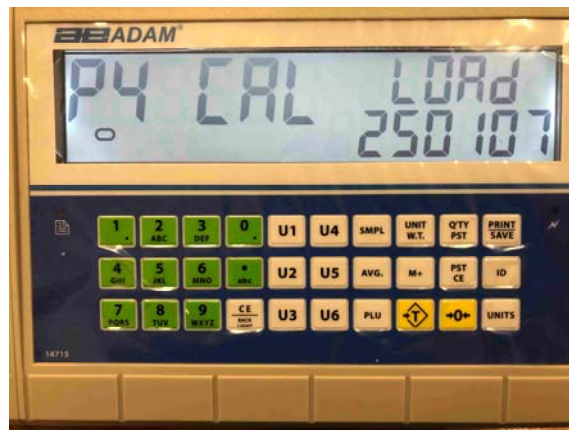 ae ADAM®
P4 CAL LOAd
250107
1 . 2 ABC 3 DEF 0 U1 U4 SMPL UNIT W.T. Q'TY PST PRINT SAVE
4 GHI 5 JKL 6 MNO • abc U2 U5 AVG. M+ PST CE ID
7 PQRS 8 TUV 9 WXYZ CE BACK LIGHT U3 U6 PLU T →0← UNITS
14715